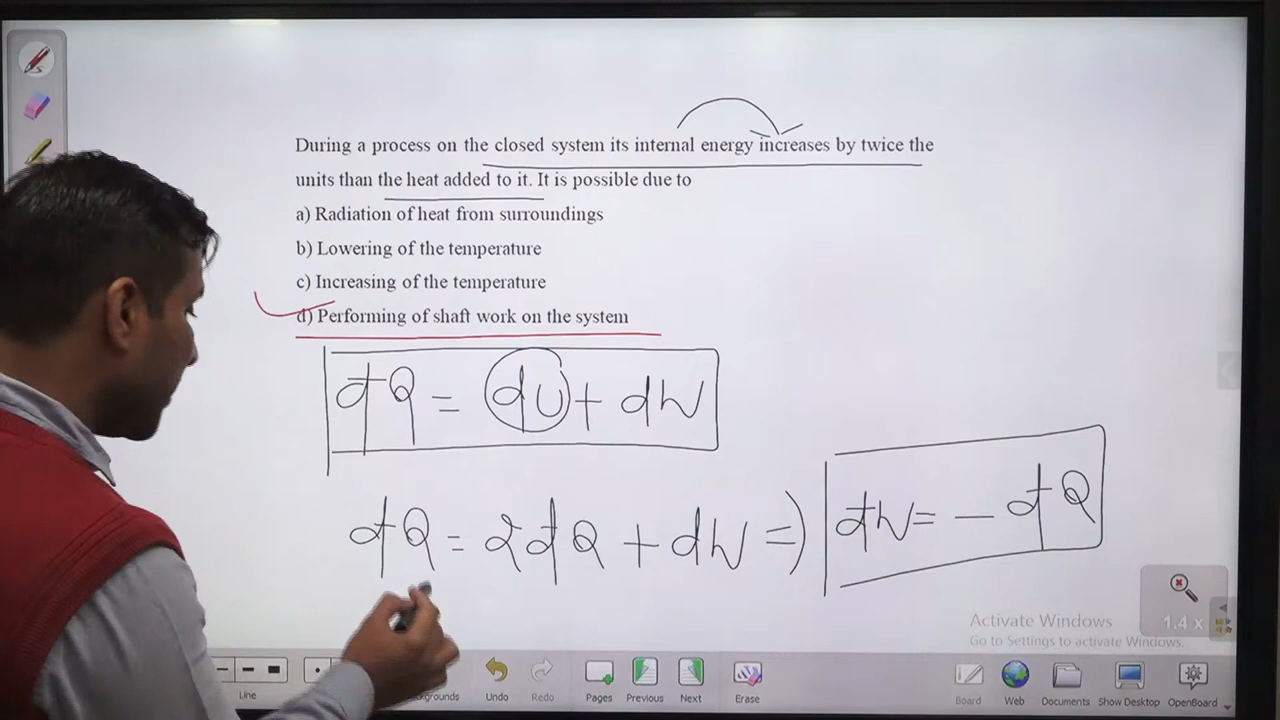 During a process on the closed system its internal energy increases by twice the
units than the heat added to it. It is possible due to
a) Radiation of heat from surroundings
b) Lowering of the temperature
c) Increasing of the temperature
d) Performing of shaft work on the system
đQ = dU + dW
đQ = 2đQ + dW => đW = - đQ
Activate Windows
Go to Settings to activate Windows.
1.4 x
Line
Undo
Redo
Pages
Previous
Next
Erase
Board
Web
Documents
Show Desktop
OpenBoard